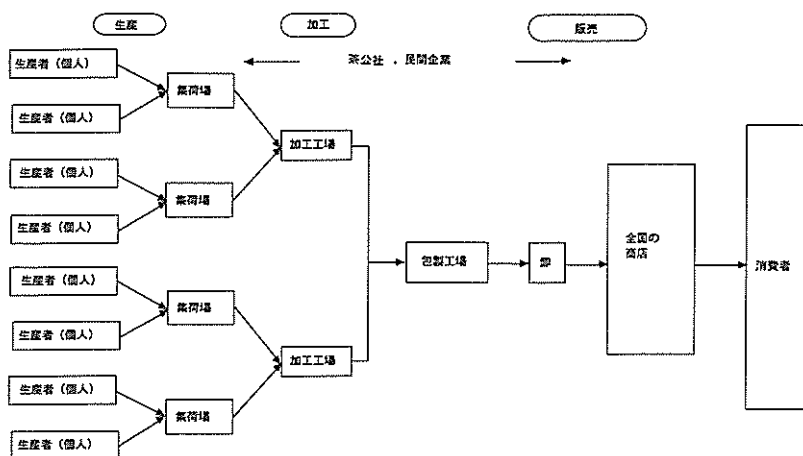 生産
加工
販売
茶公社 , 民間企業
生産者（個人）
生産者（個人）
生産者（個人）
生産者（個人）
生産者（個人）
生産者（個人）
生産者（個人）
生産者（個人）
集荷場
集荷場
集荷場
集荷場
加工工場
加工工場
包製工場
卸
全国の
商店
消費者